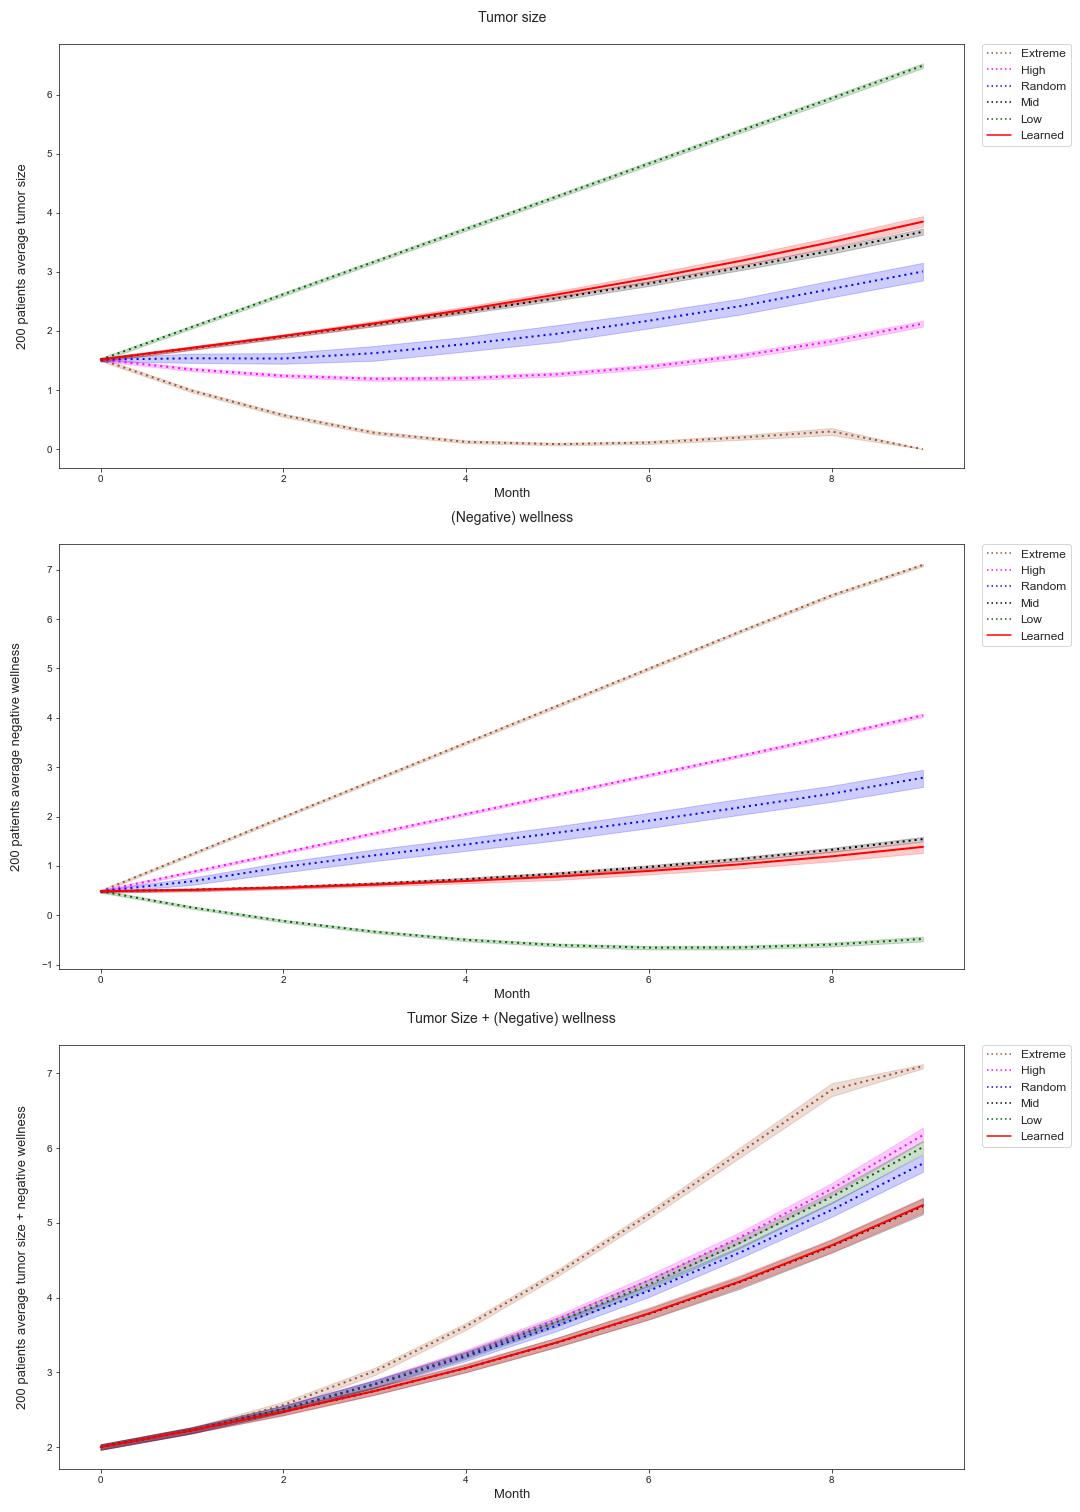 Tumor size
200 patients average tumor size
6
5
4
3
2
1
0
0 2 4 6 8
Month
Extreme
High
Random
Mid
Low
Learned
(Negative) wellness
200 patients average negative wellness
7
6
5
4
3
2
1
0
−1
0 2 4 6 8
Month
Extreme
High
Random
Mid
Low
Learned
Tumor Size + (Negative) wellness
200 patients average tumor size + negative wellness
7
6
5
4
3
2
0 2 4 6 8
Month
Extreme
High
Random
Mid
Low
Learned